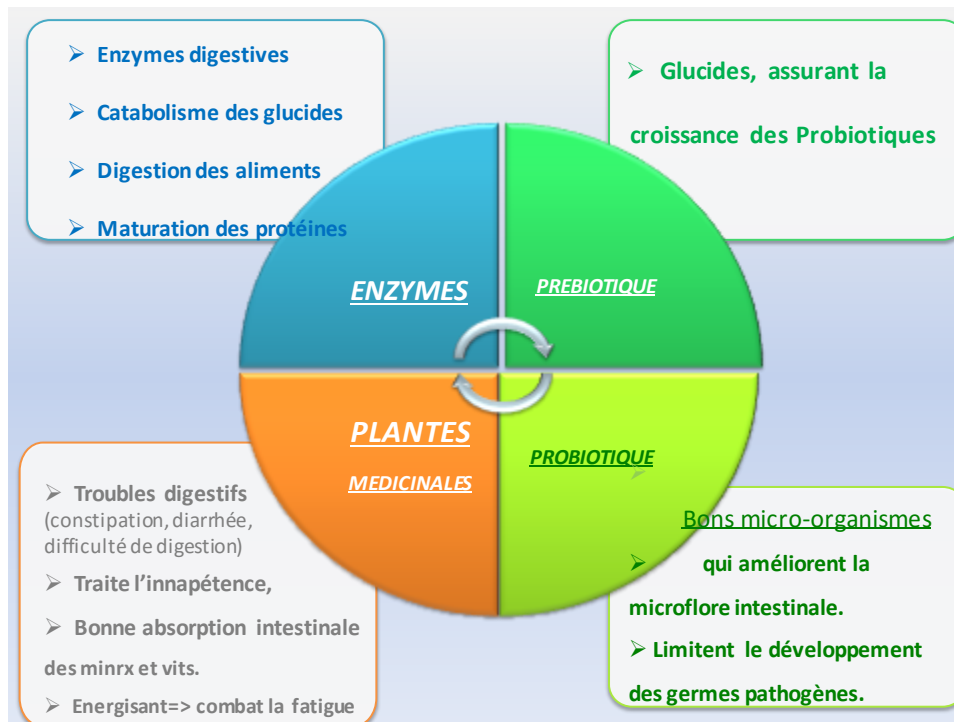 ➤ Enzymes digestives
➤ Catabolisme des glucides
➤ Digestion des aliments
➤ Maturation des protéines
➤ Glucides, assurant la
croissance des Probiotiques
ENZYMES
PREBIOTIQUE
PLANTES
MEDICINALES
PROBIOTIQUE
➤
➤ Troubles digestifs
(constipation, diarrhée,
difficulté de digestion)
➤ Traite l’innapétence,
➤ Bonne absorption intestinale
des minrx et vits.
➤ Energisant=> combat la fatigue
Bons micro-organismes
➤ qui améliorent la
microflore intestinale.
➤ Limitent le développement
des germes pathogènes.